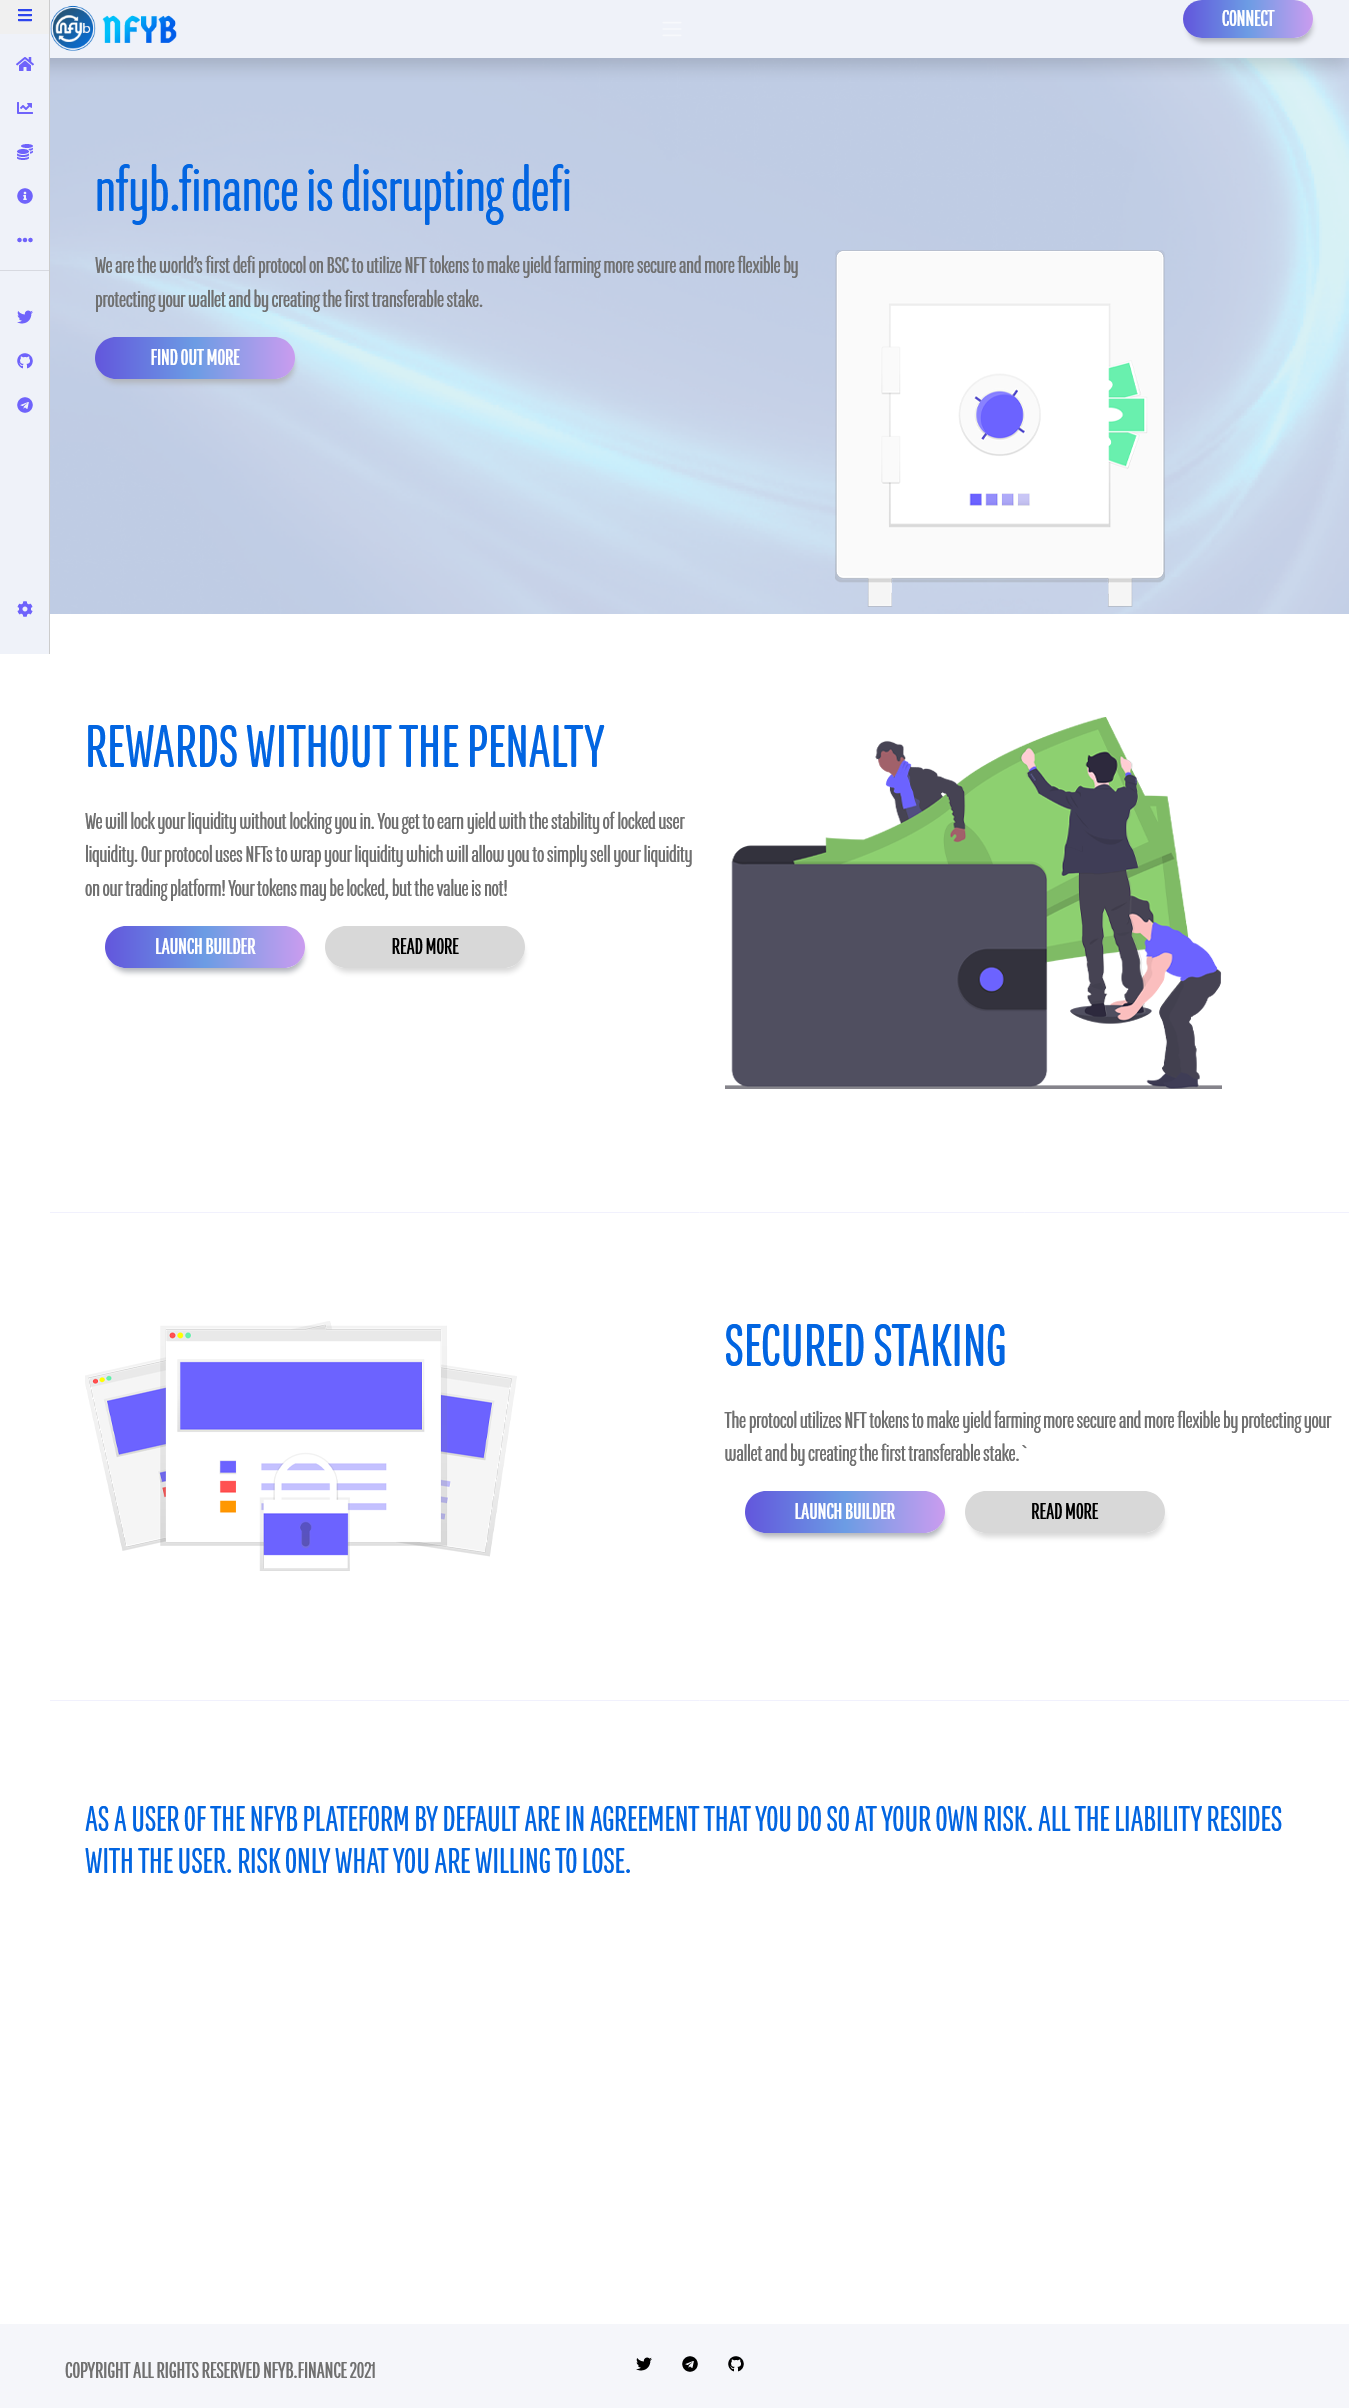 nfyb NFYB
CONNECT
nfyb.finance is disrupting defi
We are the world's first defi protocol on BSC to utilize NFT tokens to make yield farming more secure and more flexible by
protecting your wallet and by creating the first transferable stake.
FIND OUT MORE
REWARDS WITHOUT THE PENALTY
We will lock your liquidity without locking you in. You get to earn yield with the stability of locked user
liquidity. Our protocol uses NFTs to wrap your liquidity which will allow you to simply sell your liquidity
on our trading platform! Your tokens may be locked, but the value is not!
LAUNCH BUILDER READ MORE
SECURED STAKING
The protocol utilizes NFT tokens to make yield farming more secure and more flexible by protecting your
wallet and by creating the first transferable stake. `
LAUNCH BUILDER READ MORE
AS A USER OF THE NFYB PLATEFORM BY DEFAULT ARE IN AGREEMENT THAT YOU DO SO AT YOUR OWN RISK. ALL THE LIABILITY RESIDES
WITH THE USER. RISK ONLY WHAT YOU ARE WILLING TO LOSE.
COPYRIGHT ALL RIGHTS RESERVED NFYB.FINANCE 2021